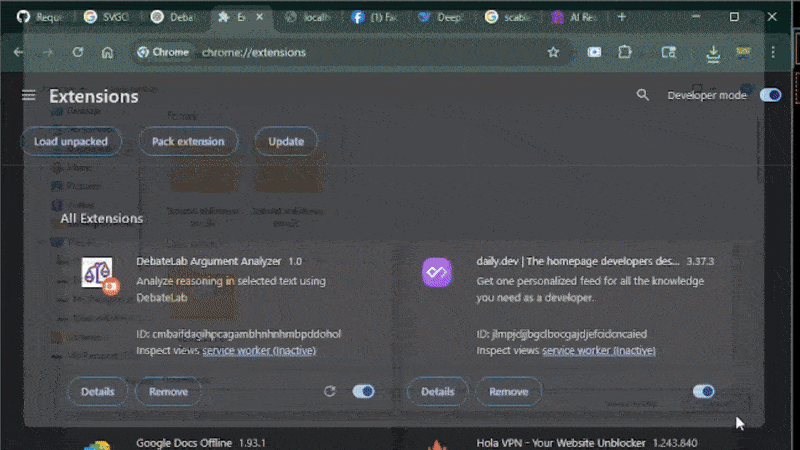 Reque
SVGO
Debat
E
localh
(1) Fa
Deep
scable
AI Re
Chrome
chrome://extensions
Extensions
Developer mode
Load unpacked
Pack extension
Update
All Extensions
DebateLab Argument Analyzer 1.0
Analyze reasoning in selected text using
DebateLab
ID: cmbaifdagihpcagambhnhnhmbpddohol
Inspect views service worker (Inactive)
Details
Remove
daily.dev | The homepage developers des... 3.37.3
Get one personalized feed for all the knowledge
you need as a developer.
ID: jlmpjdjjbgclbocgajdjefcidcncaied
Inspect views service worker (Inactive)
Details
Remove
Google Docs Offline 1.93.1
Hola VPN - Your Website Unblocker 1.243.840